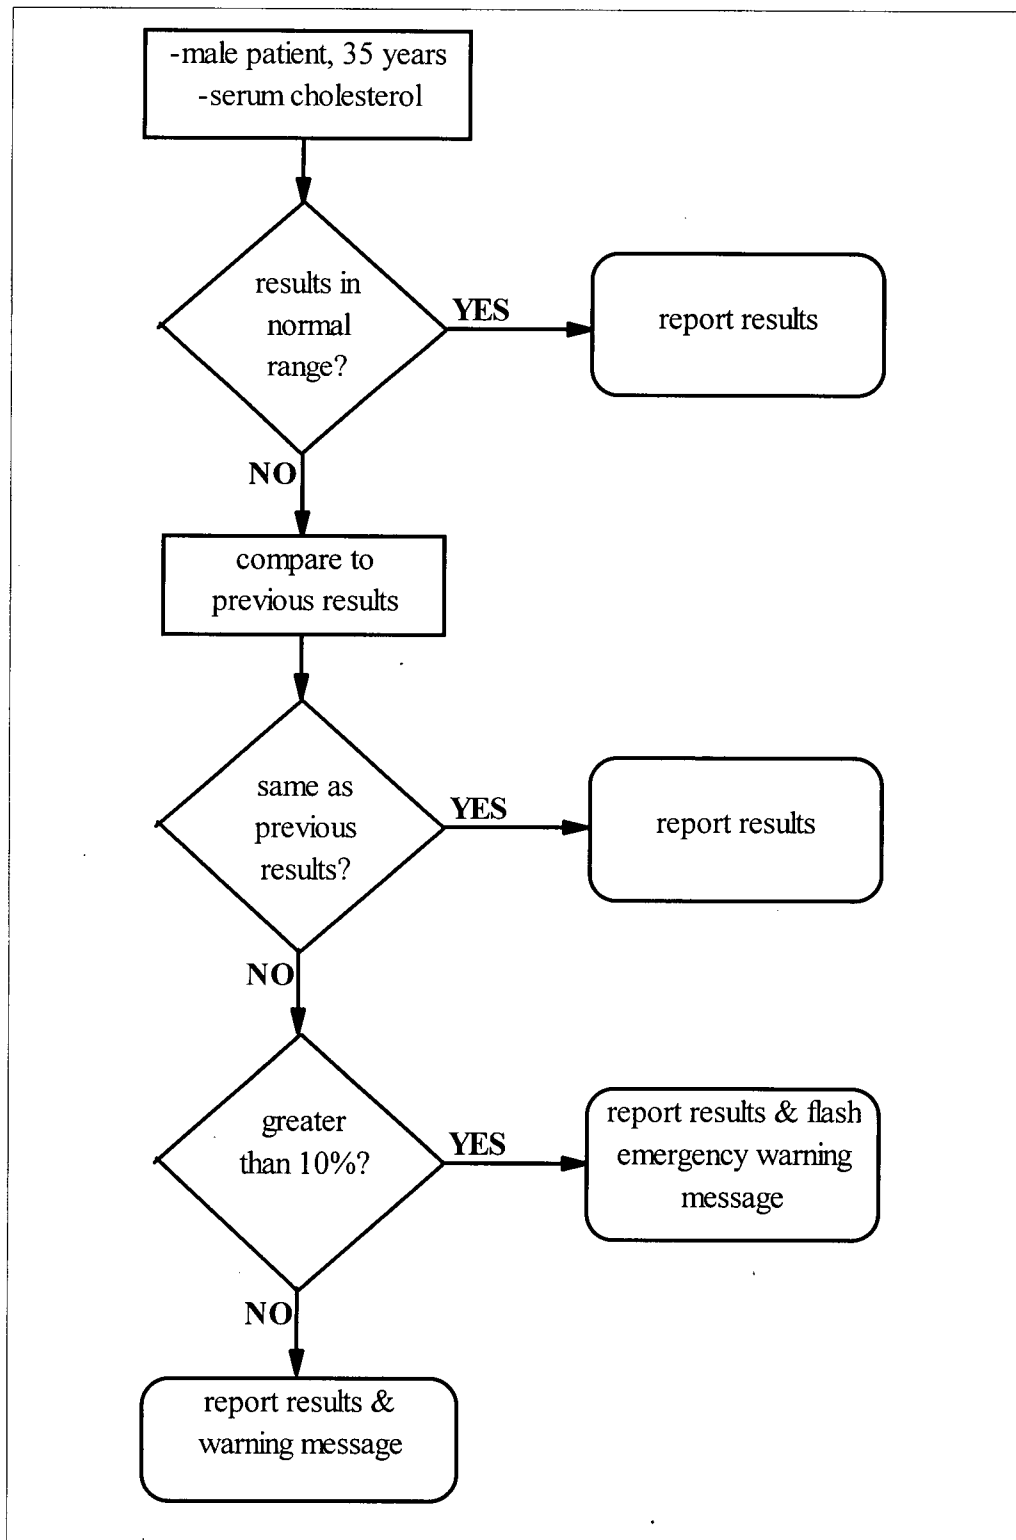 -male patient, 35 years
-serum cholesterol
results in
normal
range?
YES
report results
NO
compare to
previous results
same as
previous
results?
YES
report results
NO
greater
than 10%?
YES
report results & flash
emergency warning
message
NO
report results &
warning message